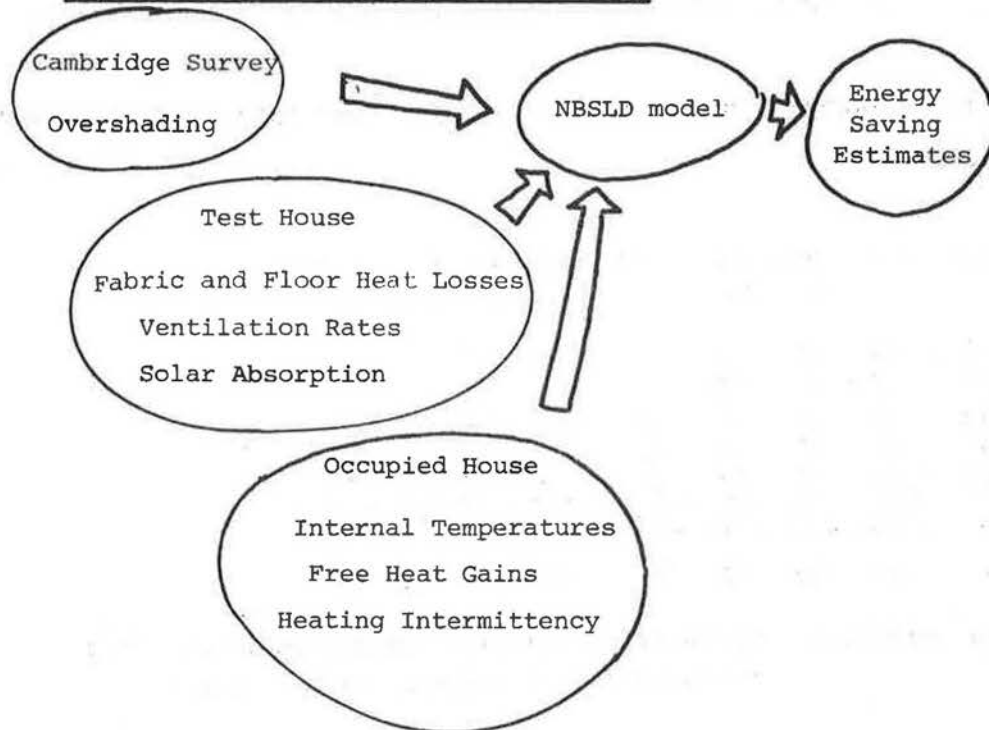 Cambridge Survey
Overshading
NBSLD model
Energy
Saving
Estimates
Test House
Fabric and Floor Heat Losses
Ventilation Rates
Solar Absorption
Occupied House
Internal Temperatures
Free Heat Gains
Heating Intermittency